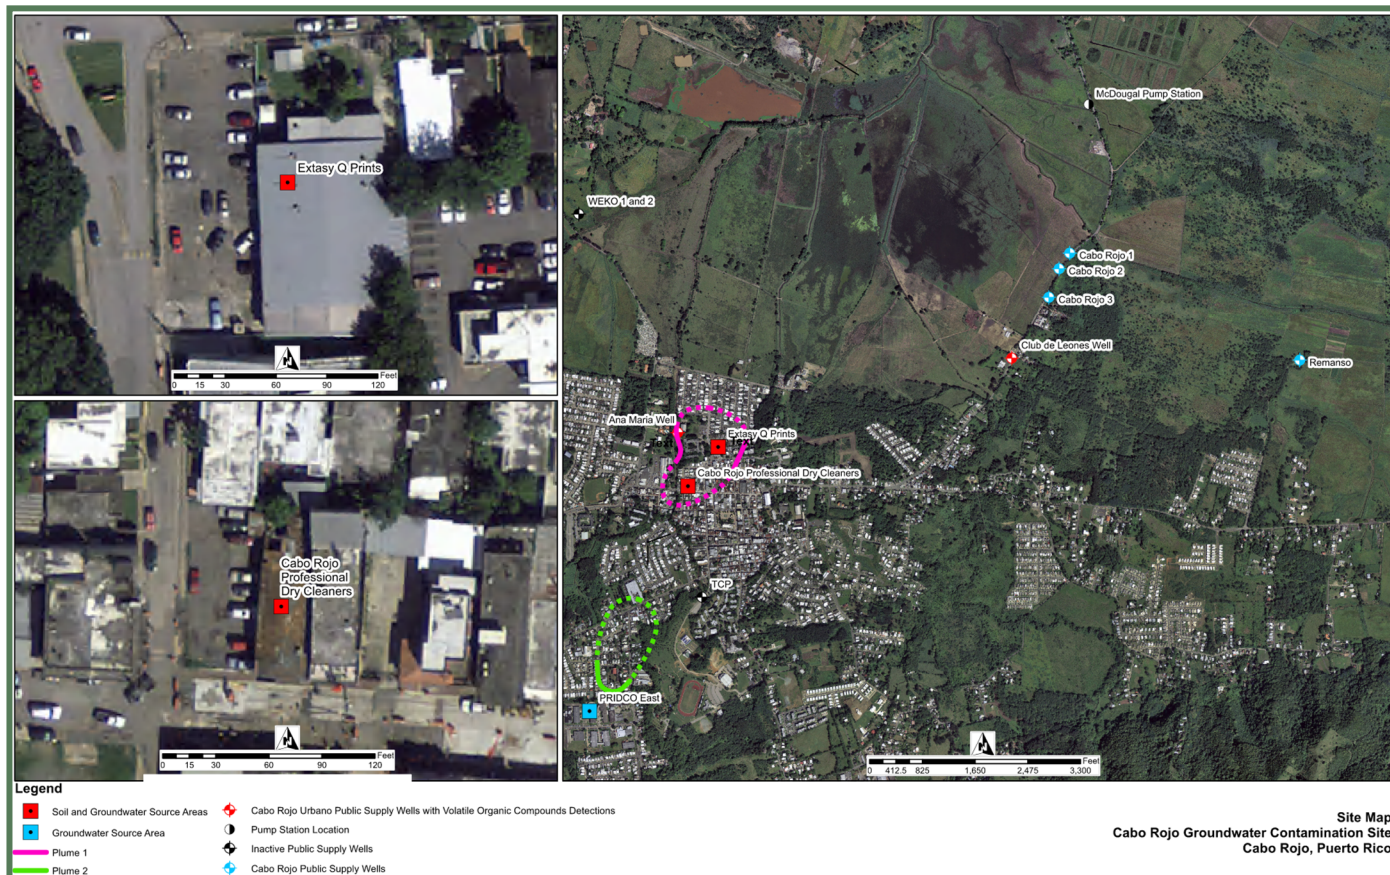 Extasy Q Prints
Feet
0 15 30 60 90 120
Cabo Rojo
Professional
Dry Cleaners
Feet
0 15 30 60 90 120
McDougal Pump Station
WEKO 1 and 2
Cabo Rojo 1
Cabo Rojo 2
Cabo Rojo 3
Club de Leones Well
Remanso
Ana Maria Well
Extasy Q Prints
Cabo Rojo Professional Dry Cleaners
TCP
PRIDCO East
Feet
0 412.5 825 1,650 2,475 3,300
Legend
Soil and Groundwater Source Areas
Groundwater Source Area
Plume 1
Plume 2
Cabo Rojo Urbano Public Supply Wells with Volatile Organic Compounds Detections
Pump Station Location
Inactive Public Supply Wells
Cabo Rojo Public Supply Wells
Site Map
Cabo Rojo Groundwater Contamination Site
Cabo Rojo, Puerto Rico